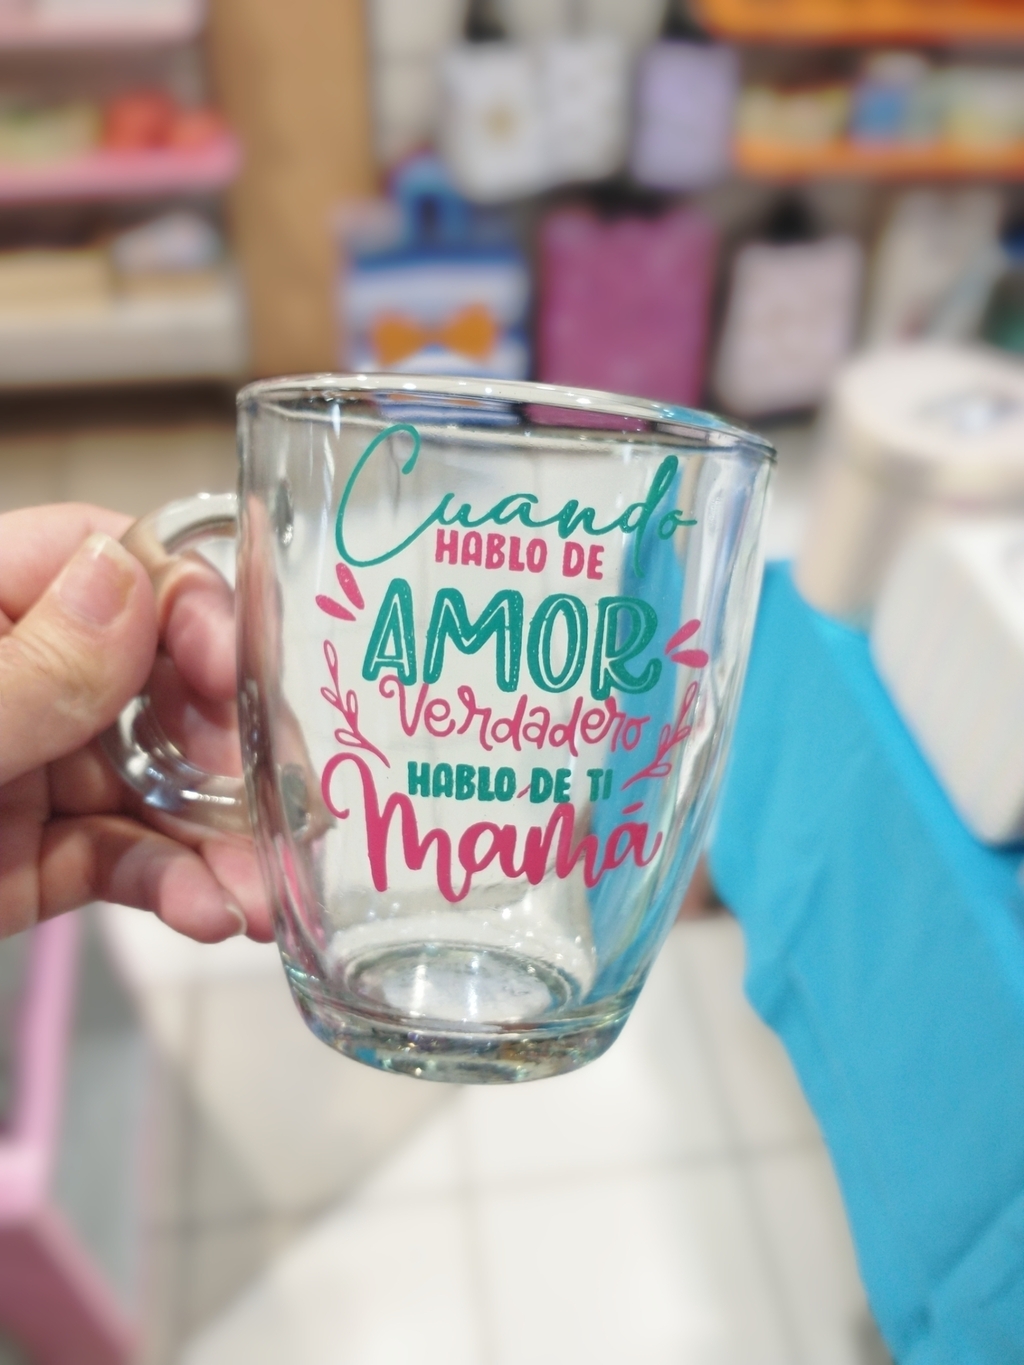 Cuando
HABLO DE
AMOR
Verdadero
HABLO DE TI
Mamá